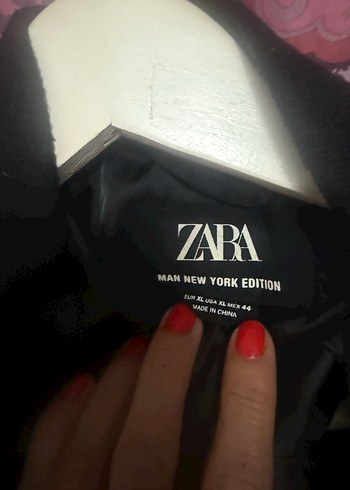 ZARA
MAN NEW YORK EDITION
EUR XL USA XL MEX 44
MADE IN CHINA